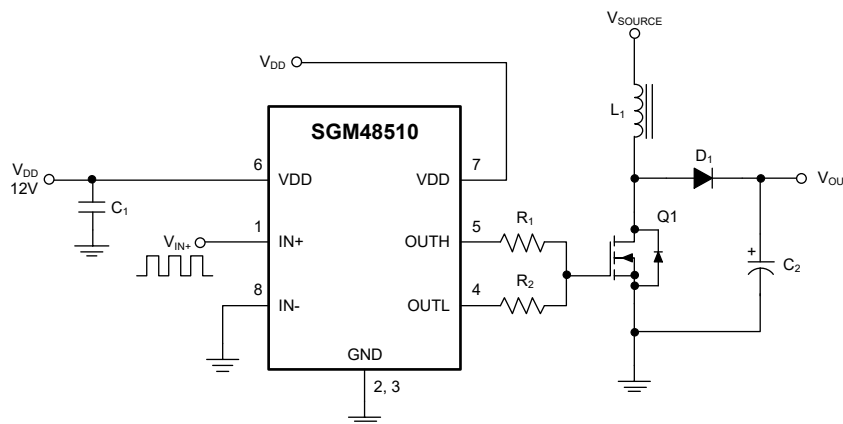 VSOURCE
VDD
L1
SGM48510
D1
VOU
VDD
12V
6
VDD
VDD
7
C1
Q1
VIN+
1
IN+
OUTH
5
R1
+
C2
8
IN-
OUTL
4
R2
GND
2, 3